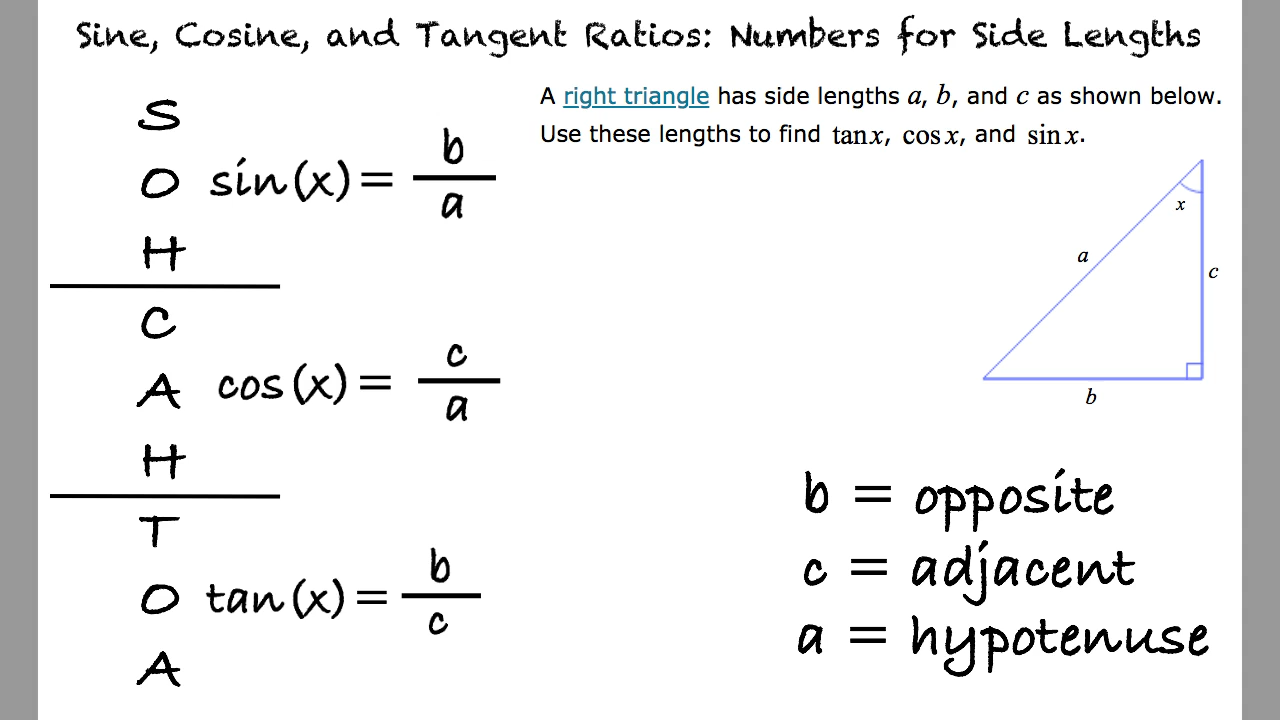 Sine, Cosine, and Tangent Ratios: Numbers for Side Lengths
A right triangle has side lengths a, b, and c as shown below.
Use these lengths to find tan x, cos x, and sin x.
S
O
H
sin(x) = b/a
C
A
H
cos(x) = c/a
T
O
A
tan(x) = b/c
x
a
c
b
b = opposite
c = adjacent
a = hypotenuse